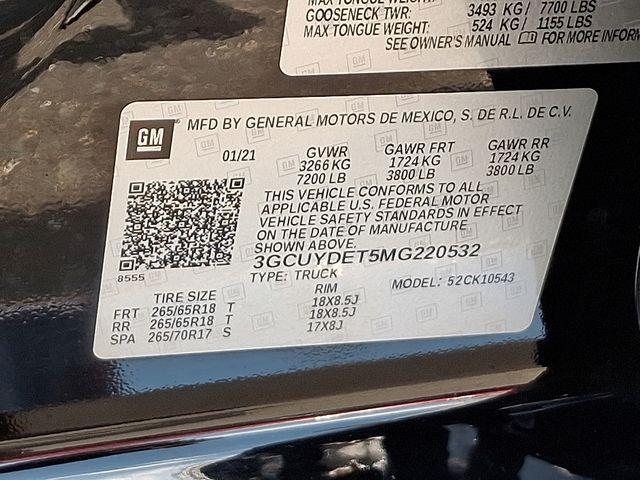 MAX TONGUE WEIGHT:
GOOSENECK TWR: 3493 KG / 7700 LBS
MAX TONGUE WEIGHT: 524 KG / 1155 LBS
SEE OWNER'S MANUAL FOR MORE INFORM
GM MFD BY GENERAL MOTORS DE MEXICO, S. DE R.L. DE C.V.
01/21 GVWR GAWR FRT GAWR RR
3266 KG 1724 KG 1724 KG
7200 LB 3800 LB 3800 LB
THIS VEHICLE CONFORMS TO ALL
APPLICABLE U.S. FEDERAL MOTOR
VEHICLE SAFETY STANDARDS IN EFFECT
ON THE DATE OF MANUFACTURE
SHOWN ABOVE.
8555
3GCUYDET5MG220532
TYPE: TRUCK MODEL: 52CK10543
TIRE SIZE RIM
FRT 265/65R18 T 18X8.5J
RR 265/65R18 T 18X8.5J
SPA 265/70R17 S 17X8J